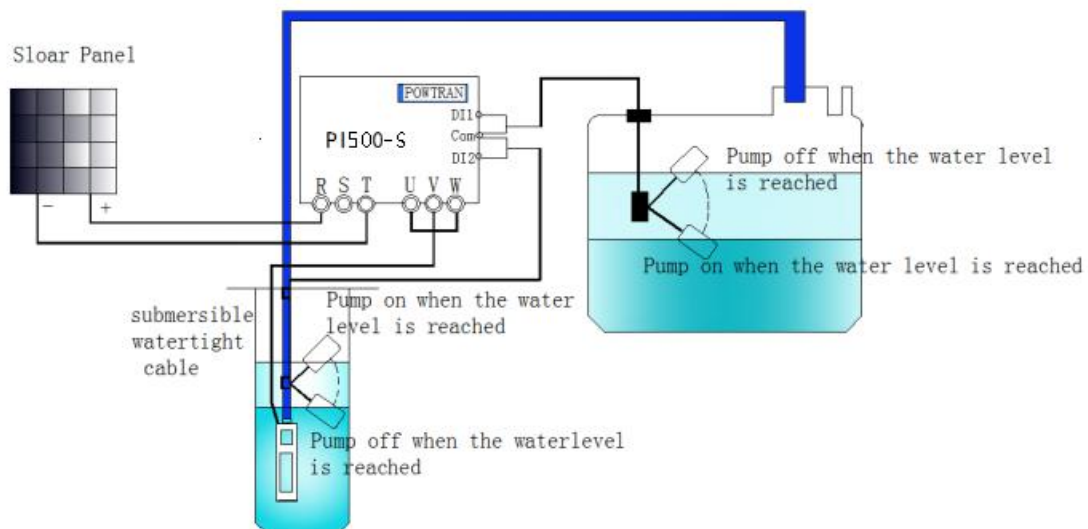 Sloar Panel
POWTRAN
DI1
Com
DI2
PI500-S
R S T U V W
- +
Pump off when the water level
is reached
Pump on when the water level is reached
submersible
watertight
cable
Pump on when the water
level is reached
Pump off when the waterlevel
is reached